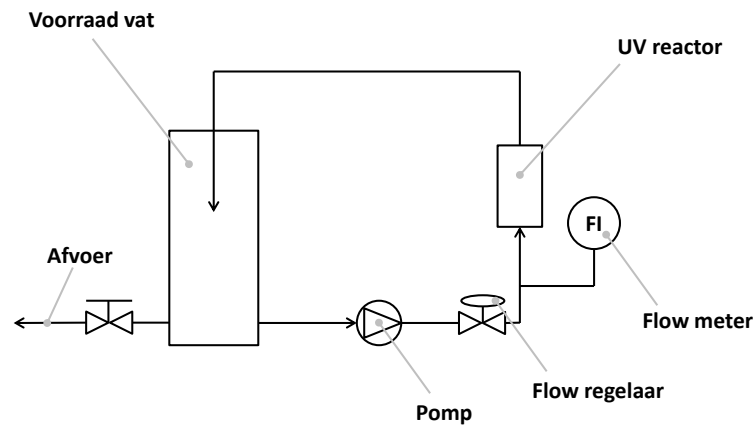 Voorraad vat
UV reactor
FI
Afvoer
Flow meter
Flow regelaar
Pomp